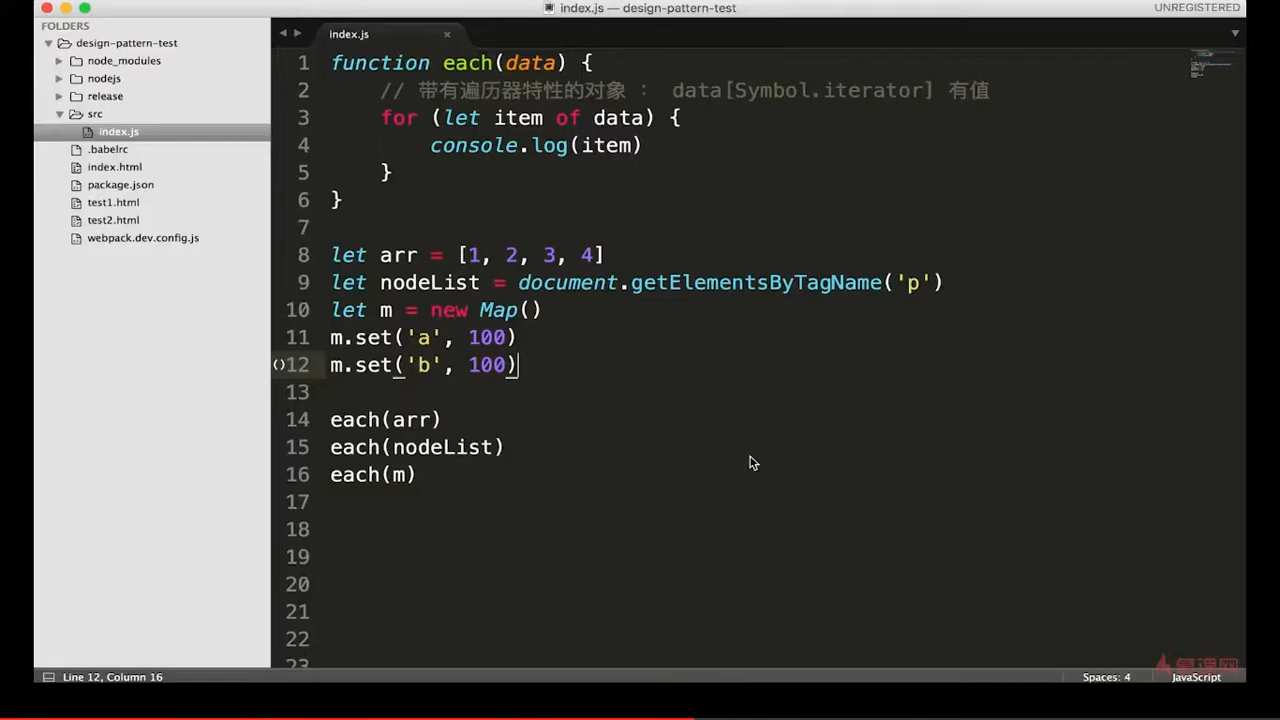 index.js — design-pattern-test
UNREGISTERED
FOLDERS
design-pattern-test
node_modules
nodejs
release
src
index.js
.babelrc
index.html
package.json
test1.html
test2.html
webpack.dev.config.js
index.js ×
1 function each(data) {
2 // 带有遍历器特性的对象 : data[Symbol.iterator] 有值
3 for (let item of data) {
4 console.log(item)
5 }
6 }
7
8 let arr = [1, 2, 3, 4]
9 let nodeList = document.getElementsByTagName('p')
10 let m = new Map()
11 m.set('a', 100)
12 m.set('b', 100)
13
14 each(arr)
15 each(nodeList)
16 each(m)
17
18
19
20
21
22
23
慕课网
Line 12, Column 16
Spaces: 4
JavaScript